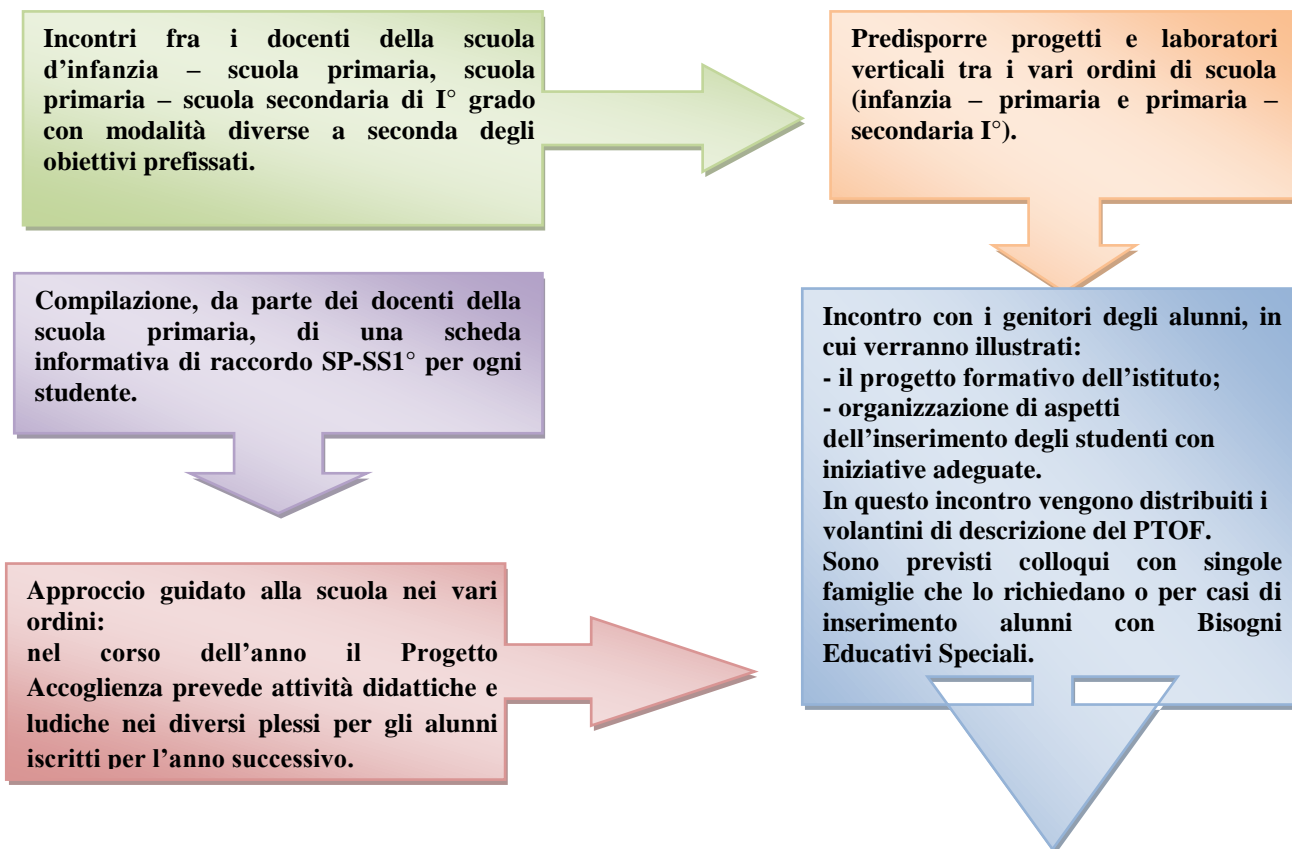 Incontri fra i docenti della scuola
d'infanzia – scuola primaria, scuola
primaria – scuola secondaria di I° grado
con modalità diverse a seconda degli
obiettivi prefissati.
Predisporre progetti e laboratori
verticali tra i vari ordini di scuola
(infanzia – primaria e primaria –
secondaria I°).
Compilazione, da parte dei docenti della
scuola primaria, di una scheda
informativa di raccordo SP-SS1° per ogni
studente.
Incontro con i genitori degli alunni, in
cui verranno illustrati:
- il progetto formativo dell'istituto;
- organizzazione di aspetti
dell'inserimento degli studenti con
iniziative adeguate.
In questo incontro vengono distribuiti i
volantini di descrizione del PTOF.
Sono previsti colloqui con singole
famiglie che lo richiedano o per casi di
inserimento alunni con Bisogni
Educativi Speciali.
Approccio guidato alla scuola nei vari
ordini:
nel corso dell'anno il Progetto
Accoglienza prevede attività didattiche e
ludiche nei diversi plessi per gli alunni
iscritti per l'anno successivo.